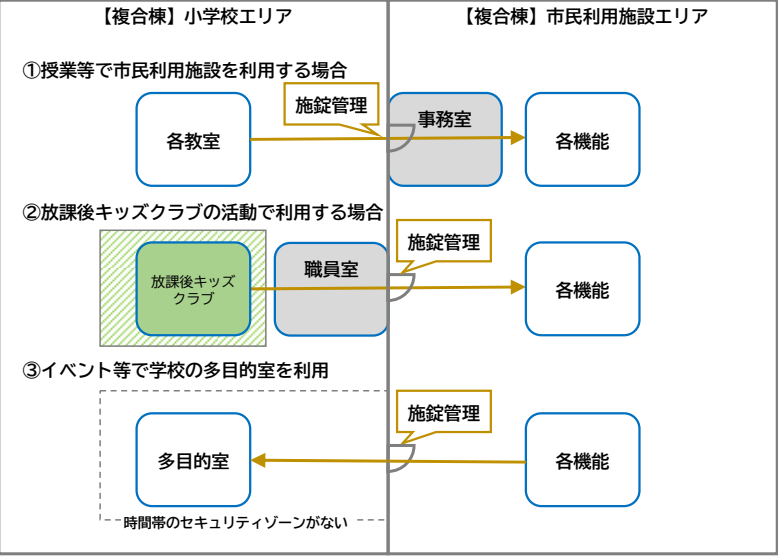 【複合棟】小学校エリア
【複合棟】市民利用施設エリア
①授業等で市民利用施設を利用する場合
施錠管理
各教室
事務室
各機能
②放課後キッズクラブの活動で利用する場合
施錠管理
放課後キッズ
クラブ
職員室
各機能
③イベント等で学校の多目的室を利用
施錠管理
多目的室
各機能
時間帯のセキュリティゾーンがない